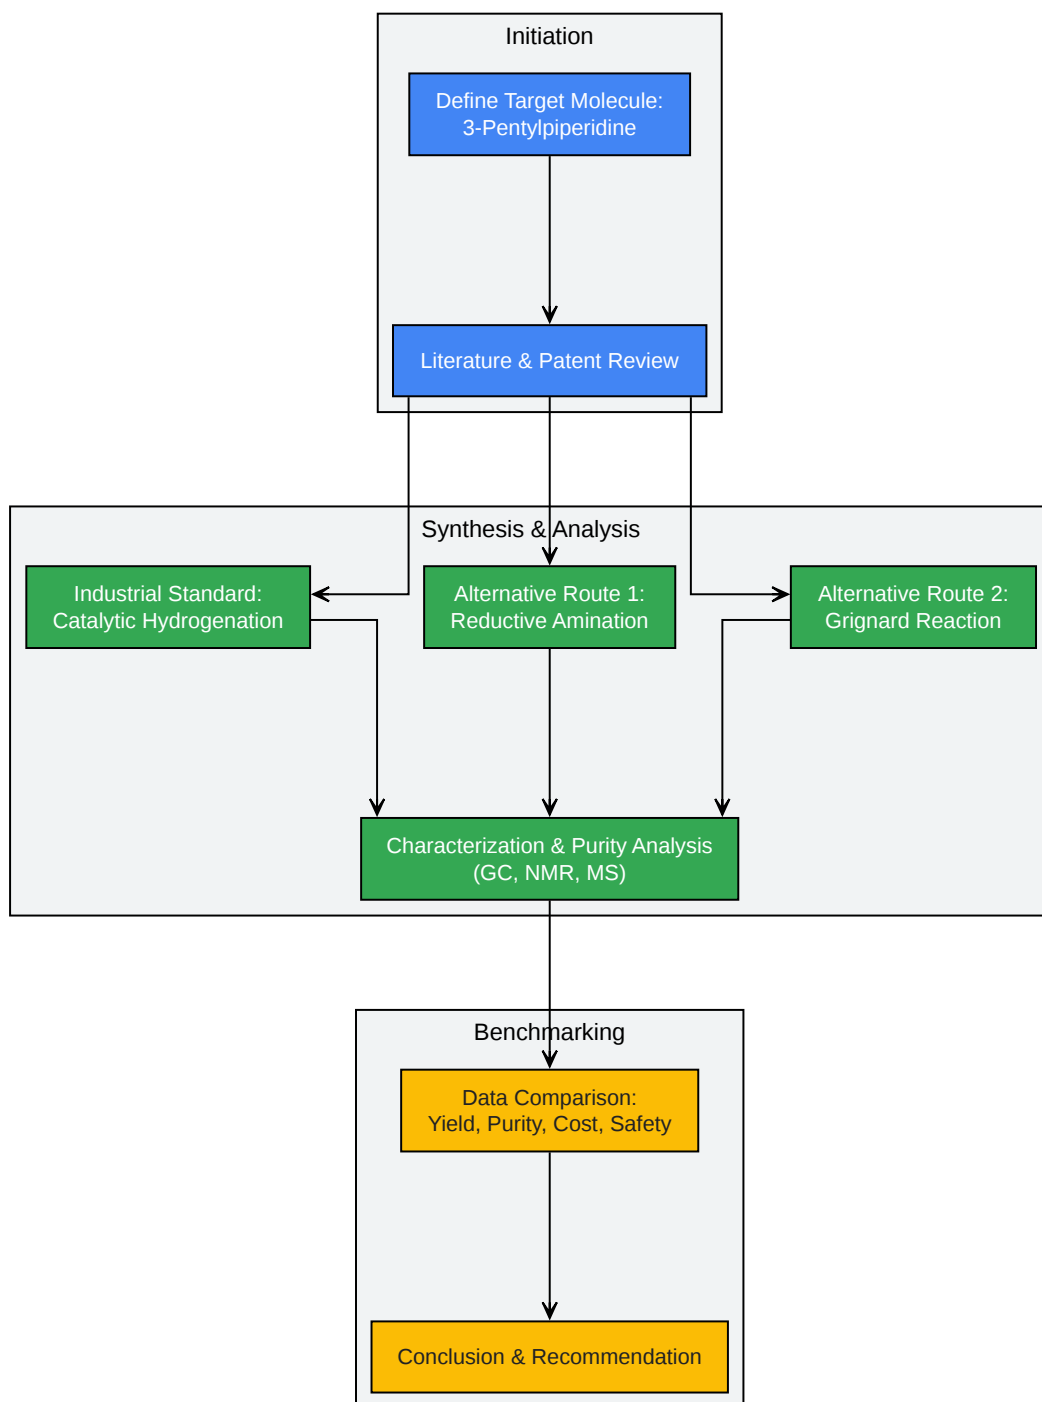 Initiation
Define Target Molecule:
3-Pentylpiperidine
Literature & Patent Review
Synthesis & Analysis
Industrial Standard:
Catalytic Hydrogenation
Alternative Route 1:
Reductive Amination
Alternative Route 2:
Grignard Reaction
Characterization & Purity Analysis
(GC, NMR, MS)
Benchmarking
Data Comparison:
Yield, Purity, Cost, Safety
Conclusion & Recommendation